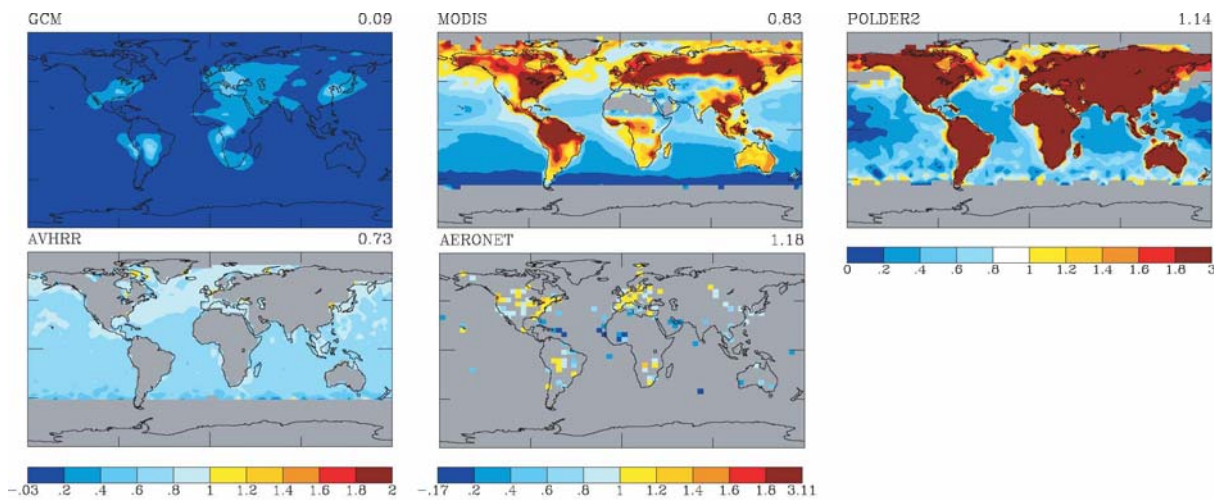 GCM 0.09
MODIS 0.83
POLDER2 1.14
AVHRR 0.73
AERONET 1.18
0 .2 .4 .6 .8 1 1.2 1.4 1.6 1.8 3
-.03 .2 .4 .6 .8 1 1.2 1.4 1.6 1.8 2
-.17 .2 .4 .6 .8 1 1.2 1.4 1.6 1.8 3.11